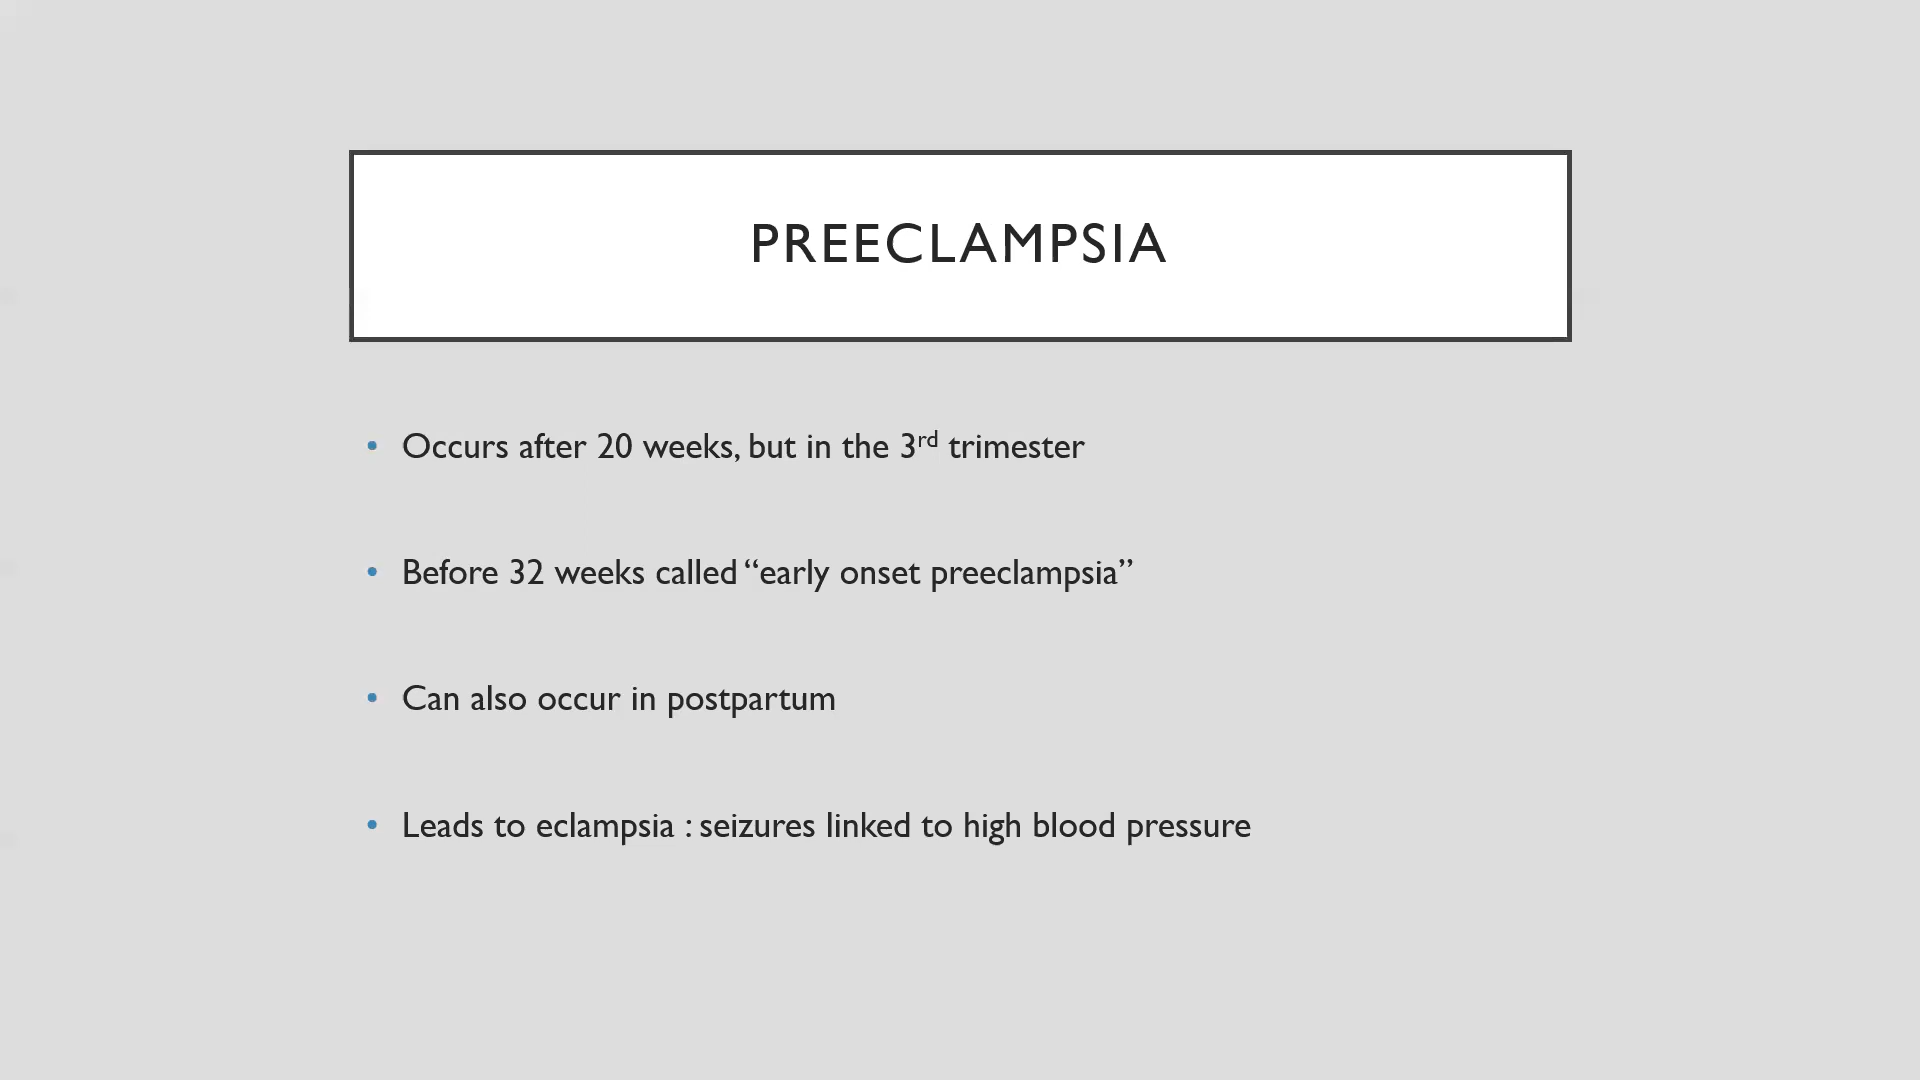 PREECLAMPSIA
• Occurs after 20 weeks, but in the 3rd trimester
• Before 32 weeks called “early onset preeclampsia”
• Can also occur in postpartum
• Leads to eclampsia : seizures linked to high blood pressure